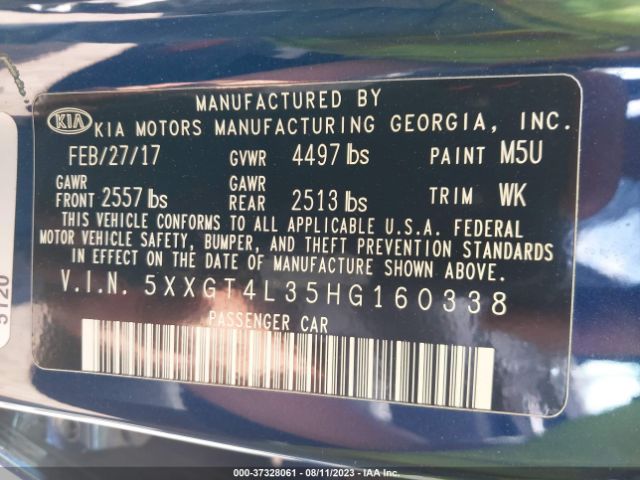 MANUFACTURED BY
KIA KIA MOTORS MANUFACTURING GEORGIA, INC.
FEB/27/17 GVWR 4497 lbs PAINT M5U
GAWR FRONT 2557 lbs GAWR REAR 2513 lbs TRIM WK
THIS VEHICLE CONFORMS TO ALL APPLICABLE U.S.A. FEDERAL
MOTOR VEHICLE SAFETY, BUMPER, AND THEFT PREVENTION STANDARDS
IN EFFECT ON THE DATE OF MANUFACTURE SHOWN ABOVE.
V.I.N. 5XXGT4L35HG160338
PASSENGER CAR
5120
000-37328061 - 08/11/2023 - IAA Inc.